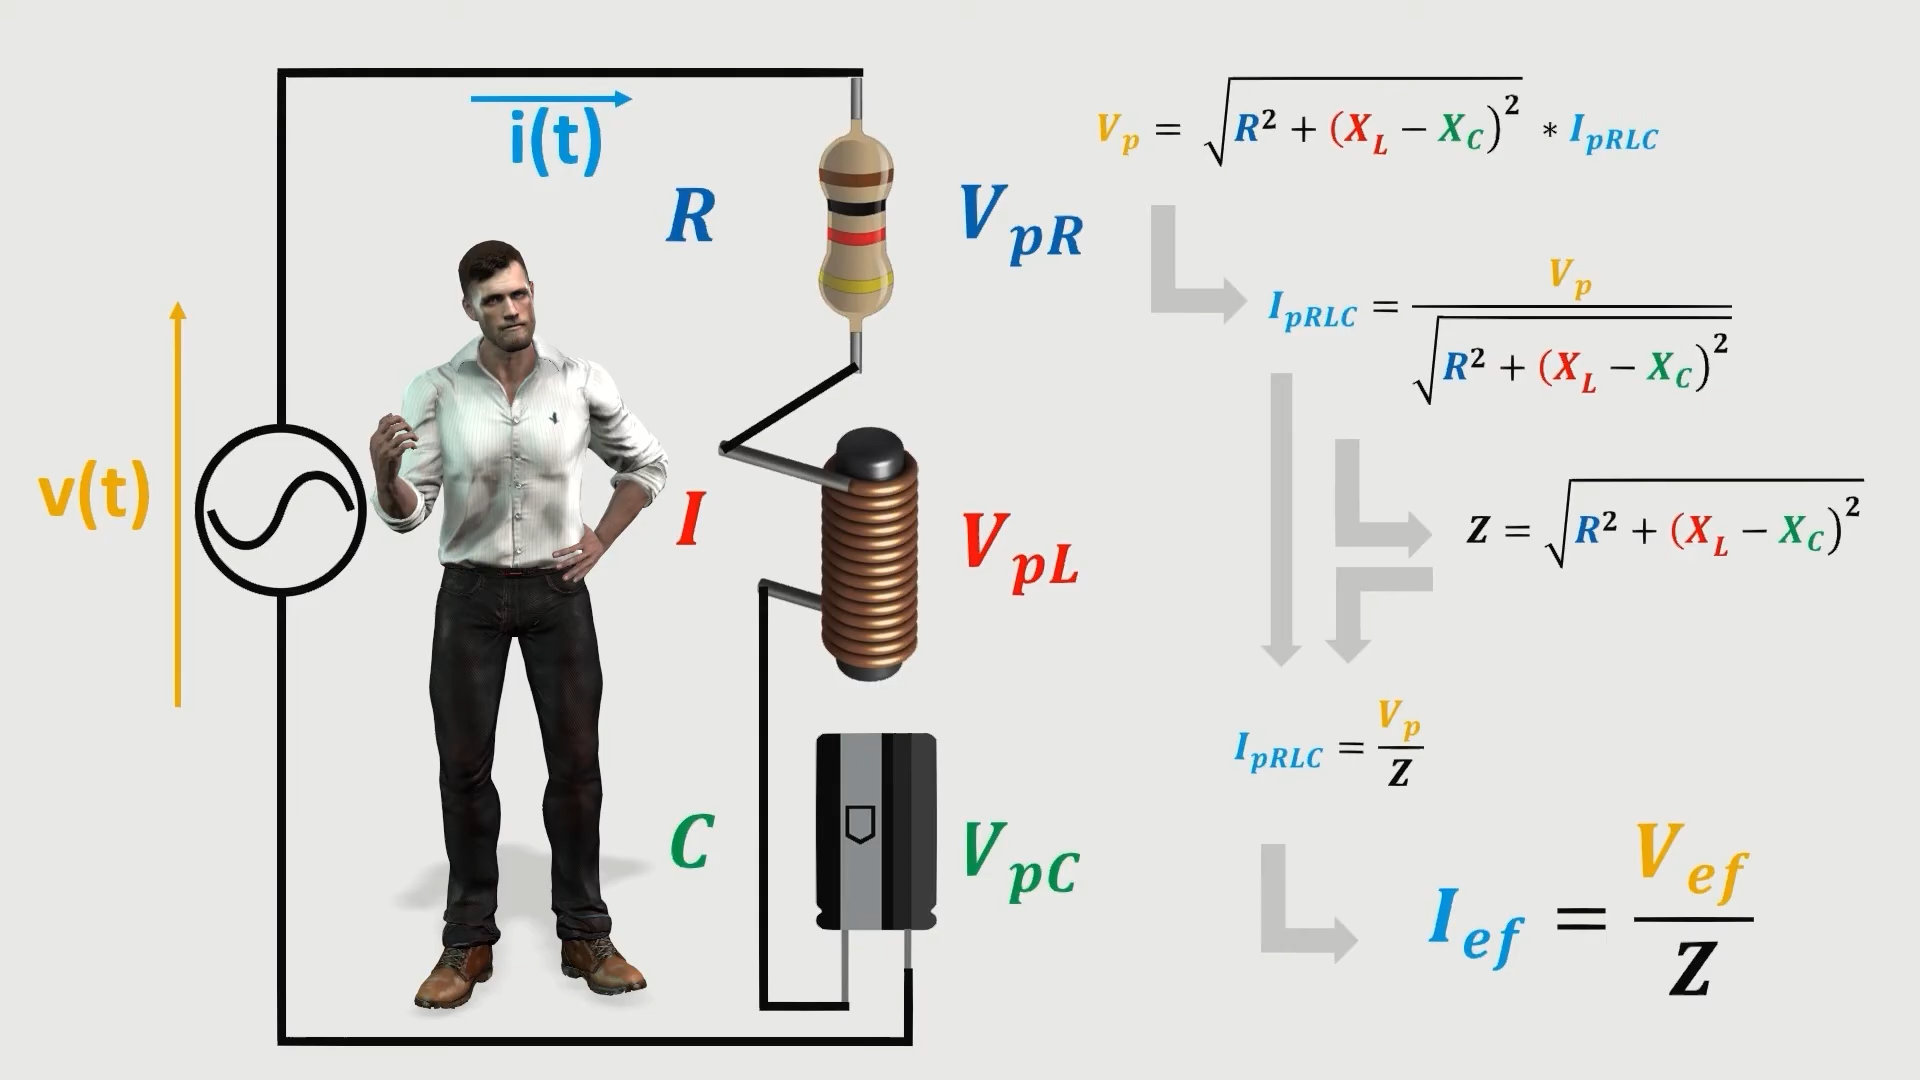 i(t)
R
V_pR
v(t)
I
V_pL
C
V_pC
V_p = √(R² + (X_L − X_C)²) * I_pRLC
I_pRLC = V_p / √(R² + (X_L − X_C)²)
Z = √(R² + (X_L − X_C)²)
I_pRLC = V_p / Z
I_ef = V_ef / Z